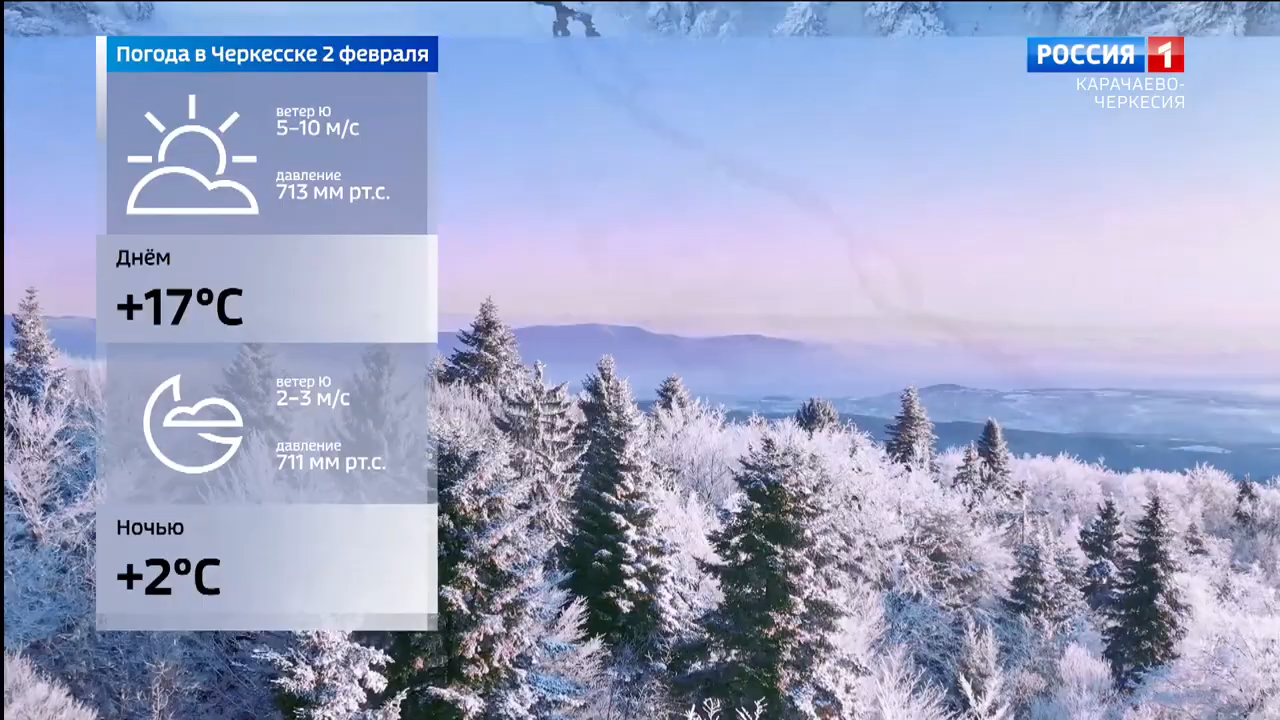 Погода в Черкесске 2 февраля
ветер Ю
5–10 м/с
давление
713 мм рт.с.
Днём
+17°C
ветер Ю
2–3 м/с
давление
711 мм рт.с.
Ночью
+2°C
РОССИЯ 1
КАРАЧАЕВО-
ЧЕРКЕСИЯ